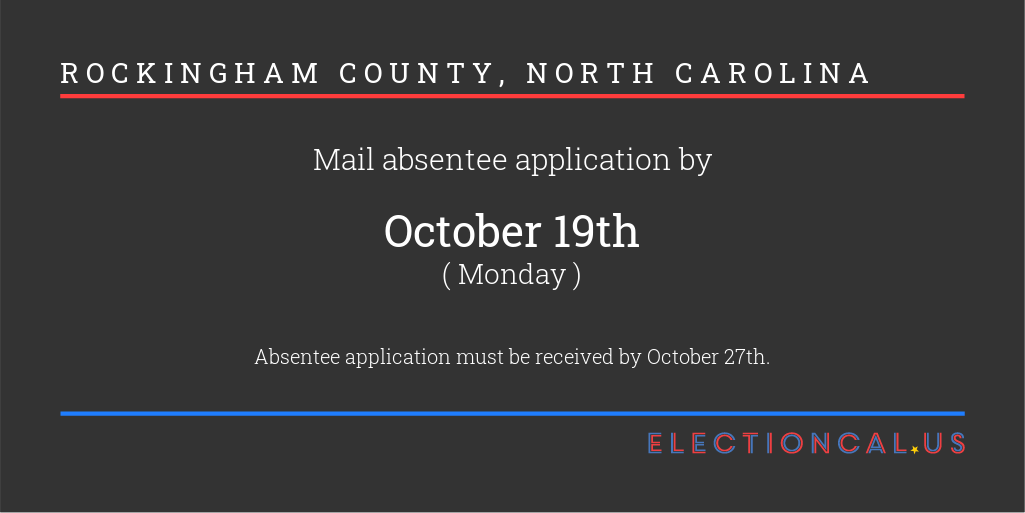 ROCKINGHAM COUNTY, NORTH CAROLINA
Mail absentee application by
October 19th
( Monday )
Absentee application must be received by October 27th.
ELECTIONCAL.US